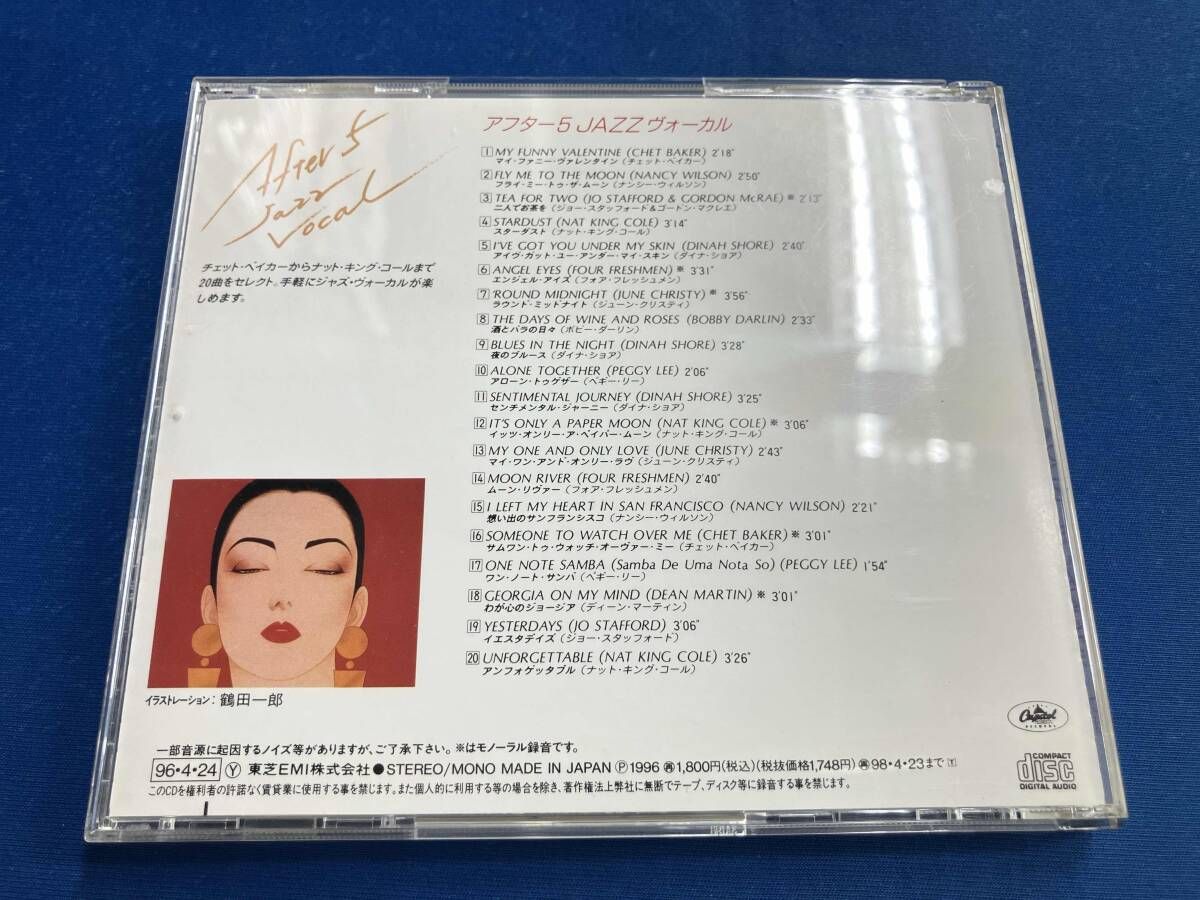 After 5
Jazz
Vocal
チェット・ベイカーからナット・キング・コールまで
20曲をセレクト。手軽にジャズ・ヴォーカルが楽
しめます。
アフター5 JAZZヴォーカル
1 MY FUNNY VALENTINE (CHET BAKER) 2'18"
マイ・ファニー・ヴァレンタイン(チェット・ベイカー)
2 FLY ME TO THE MOON (NANCY WILSON) 2'50"
フライ・ミー・トゥ・ザ・ムーン(ナンシー・ウィルソン)
3 TEA FOR TWO (JO STAFFORD & GORDON McRAE)※ 2'13"
二人でお茶を(ジョー・スタッフォード&ゴードン・マクレエ)
4 STARDUST (NAT KING COLE) 3'14"
スターダスト(ナット・キング・コール)
5 I'VE GOT YOU UNDER MY SKIN (DINAH SHORE) 2'40"
アイヴ・ガット・ユー・アンダー・マイ・スキン(ダイナ・ショア)
6 ANGEL EYES (FOUR FRESHMEN)※ 3'31"
エンジェル・アイズ(フォア・フレッシュメン)
7 'ROUND MIDNIGHT (JUNE CHRISTY)※ 3'56"
ラウンド・ミッドナイト(ジューン・クリスティ)
8 THE DAYS OF WINE AND ROSES (BOBBY DARLIN) 2'33"
酒とバラの日々(ボビー・ダーリン)
9 BLUES IN THE NIGHT (DINAH SHORE) 3'28"
夜のブルース(ダイナ・ショア)
10 ALONE TOGETHER (PEGGY LEE) 2'06"
アローン・トゥゲザー(ペギー・リー)
11 SENTIMENTAL JOURNEY (DINAH SHORE) 3'25"
センチメンタル・ジャーニー(ダイナ・ショア)
12 IT'S ONLY A PAPER MOON (NAT KING COLE)※ 3'06"
イッツ・オンリー・ア・ペイパー・ムーン(ナット・キング・コール)
13 MY ONE AND ONLY LOVE (JUNE CHRISTY) 2'43"
マイ・ワン・アンド・オンリー・ラヴ(ジューン・クリスティ)
14 MOON RIVER (FOUR FRESHMEN) 2'40"
ムーン・リヴァー(フォア・フレッシュメン)
15 I LEFT MY HEART IN SAN FRANCISCO (NANCY WILSON) 2'21"
想い出のサンフランシスコ(ナンシー・ウィルソン)
16 SOMEONE TO WATCH OVER ME (CHET BAKER)※ 3'01"
サムワン・トゥ・ウォッチ・オーヴァー・ミー(チェット・ベイカー)
17 ONE NOTE SAMBA (Samba De Uma Nota So) (PEGGY LEE) 1'54"
ワン・ノート・サンバ(ペギー・リー)
18 GEORGIA ON MY MIND (DEAN MARTIN)※ 3'01"
わが心のジョージア(ディーン・マーティン)
19 YESTERDAYS (JO STAFFORD) 3'06"
イエスタデイズ(ジョー・スタッフォード)
20 UNFORGETTABLE (NAT KING COLE) 3'26"
アンフォゲッタブル(ナット・キング・コール)
イラストレーション:鶴田一郎
Capitol
RECORDS
一部音源に起因するノイズ等がありますが、ご了承下さい。※はモノーラル録音です。
96・4・24 Ⓨ 東芝EMI株式会社●STEREO/MONO MADE IN JAPAN Ⓟ1996 再1,800円(税込)(税抜価格1,748円)再98・4・23まで
このCDを権利者の許諾なく賃貸業に使用する事を禁じます。また個人的に利用する等の場合を除き、著作権法上弊社に無断でテープ、ディスク等に録音する事を禁じます。
COMPACT
disc
DIGITAL AUDIO